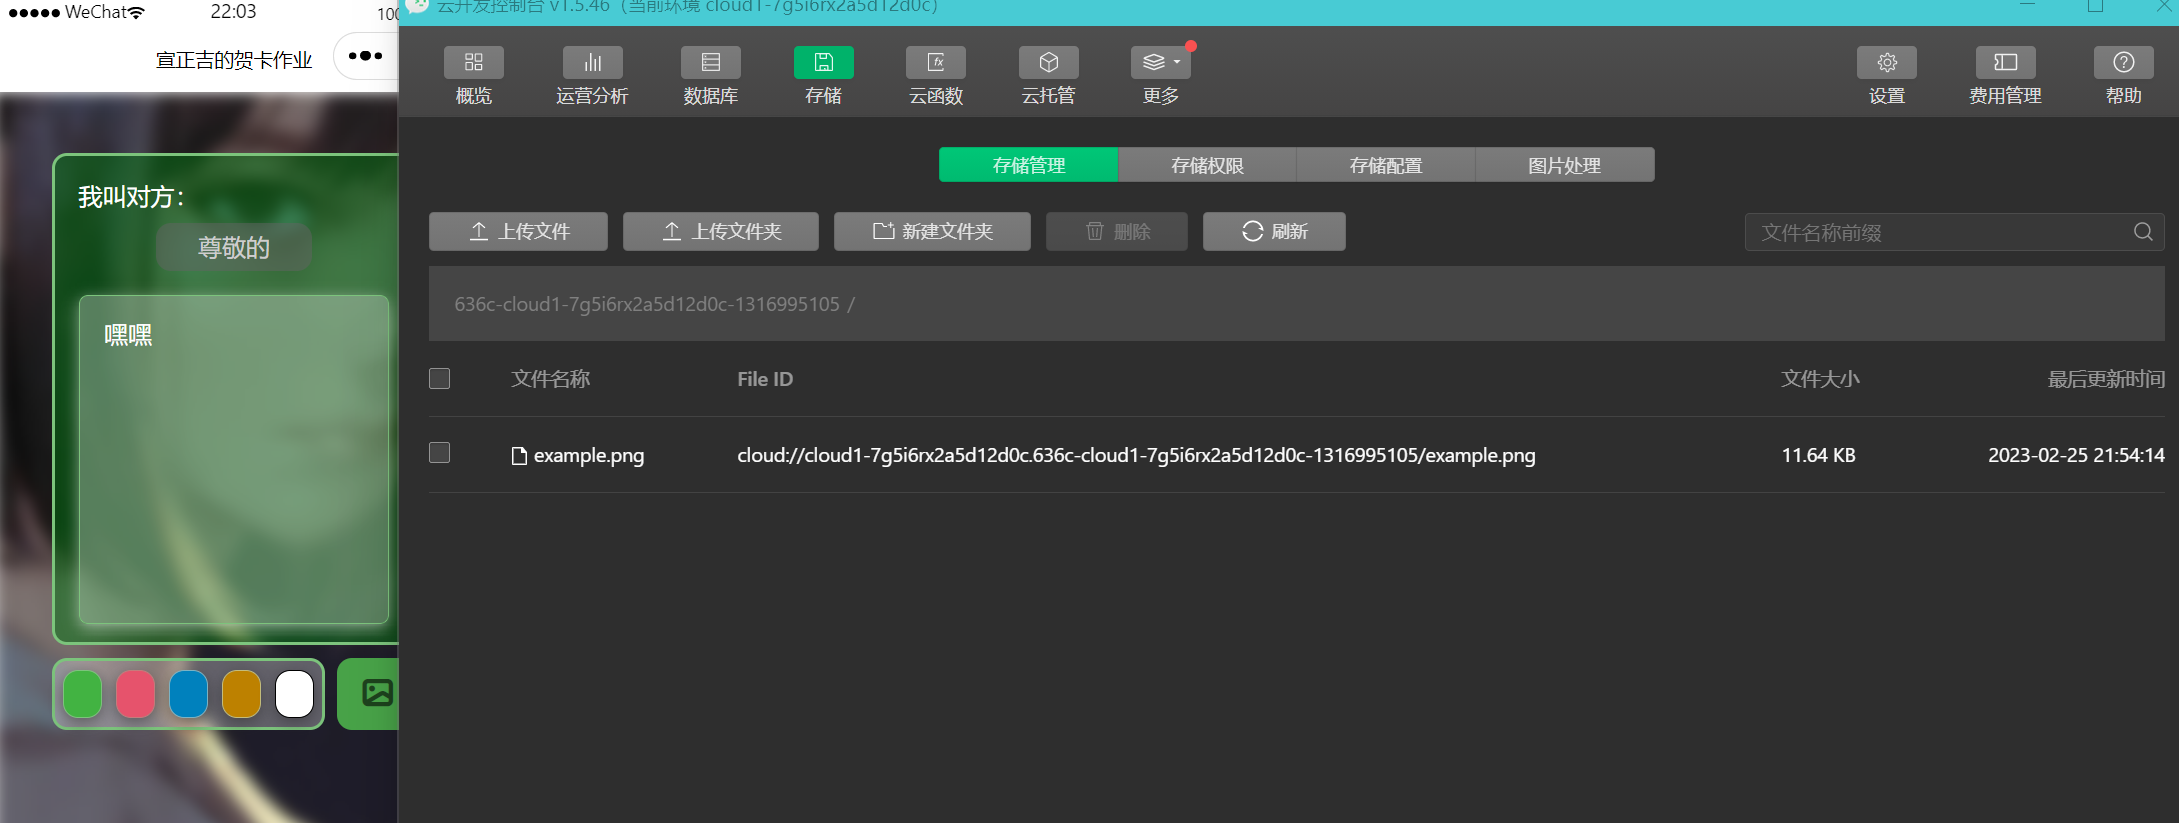 ●●●●● WeChat
22:03
100
宣正吉的贺卡作业
我叫对方：
尊敬的
嘿嘿
云开发控制台 v1.5.46（当前环境 cloud1-7g5i6rx2a5d12d0c）
概览
运营分析
数据库
存储
云函数
云托管
更多
设置
费用管理
帮助
存储管理
存储权限
存储配置
图片处理
上传文件
上传文件夹
新建文件夹
删除
刷新
文件名称前缀
636c-cloud1-7g5i6rx2a5d12d0c-1316995105 /
文件名称
File ID
文件大小
最后更新时间
example.png
cloud://cloud1-7g5i6rx2a5d12d0c.636c-cloud1-7g5i6rx2a5d12d0c-1316995105/example.png
11.64 KB
2023-02-25 21:54:14